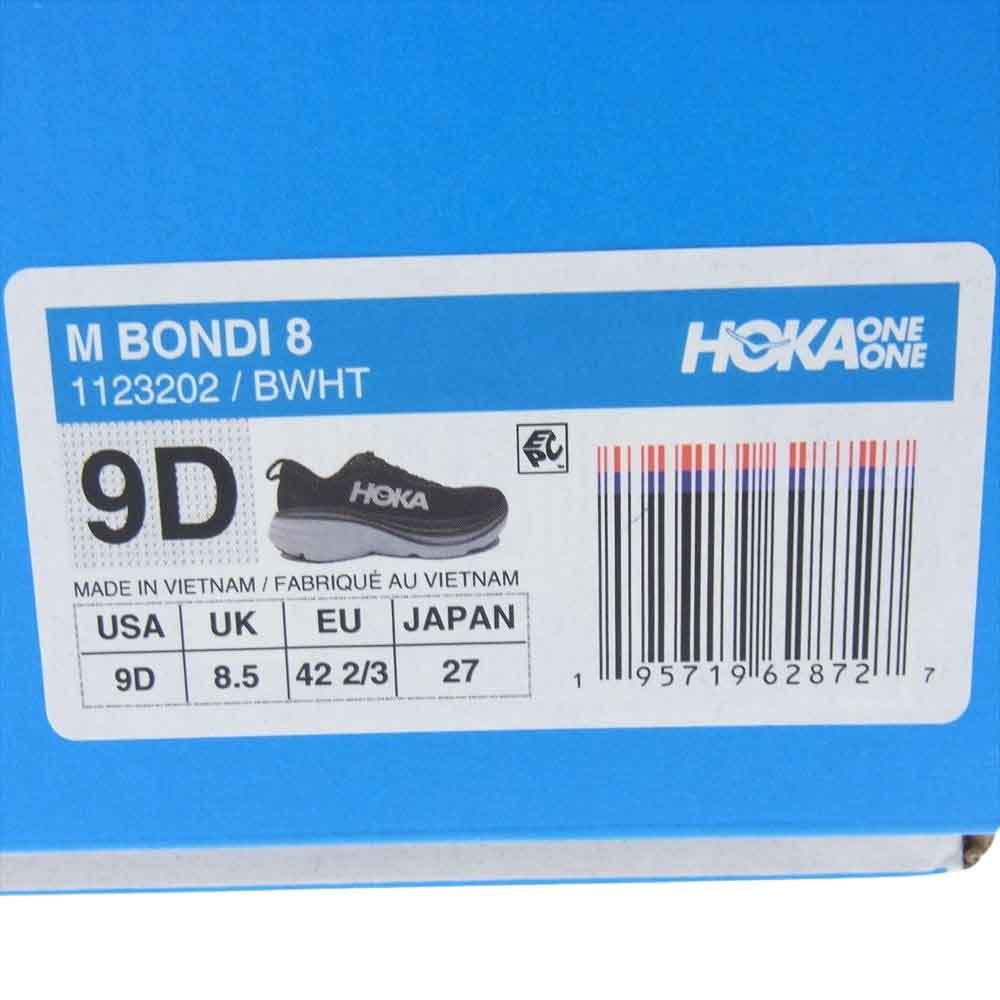 M BONDI 8
1123202 / BWHT
HOKA ONE ONE
9D
HOKA
EPC™
MADE IN VIETNAM / FABRIQUÉ AU VIETNAM
USA UK EU JAPAN
9D 8.5 42 2/3 27
1 95719 62872 7